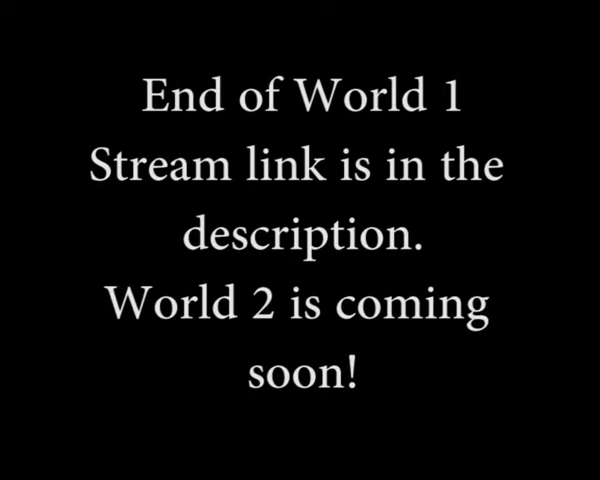 End of World 1
Stream link is in the
description.
World 2 is coming
soon!